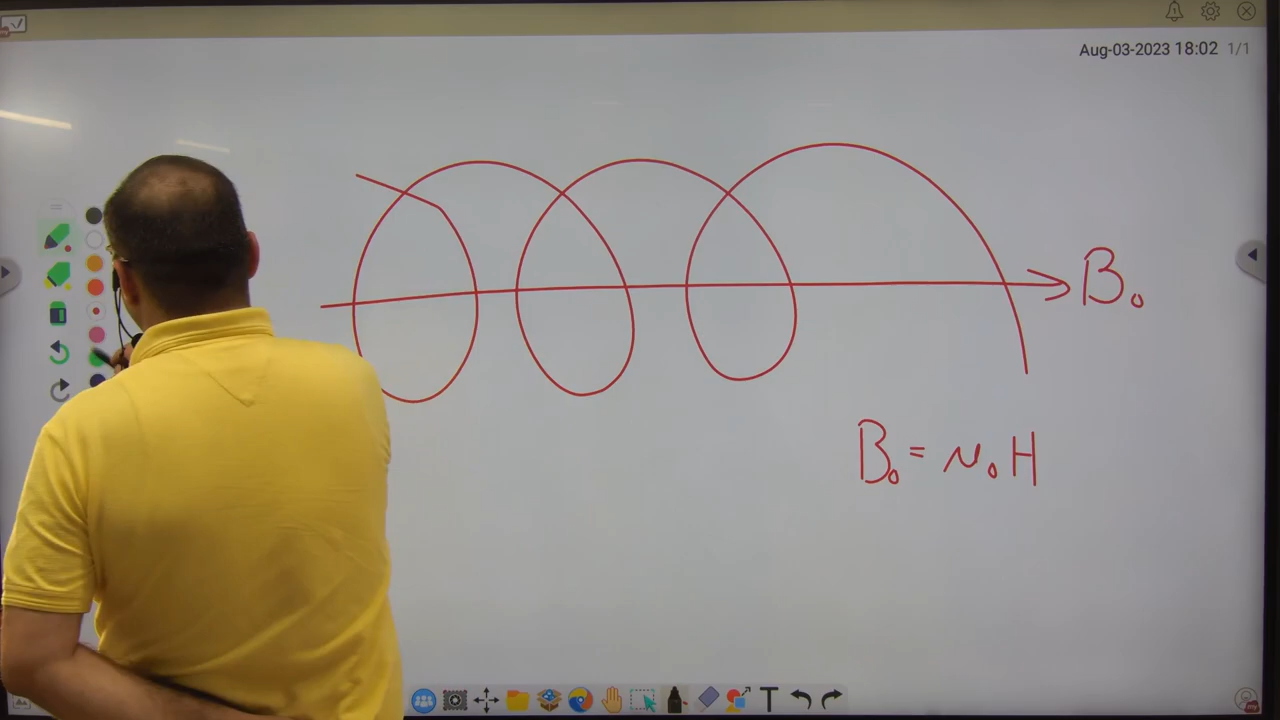 Aug-03-2023 18:02 1/1
B₀
B₀ = μ₀H
T